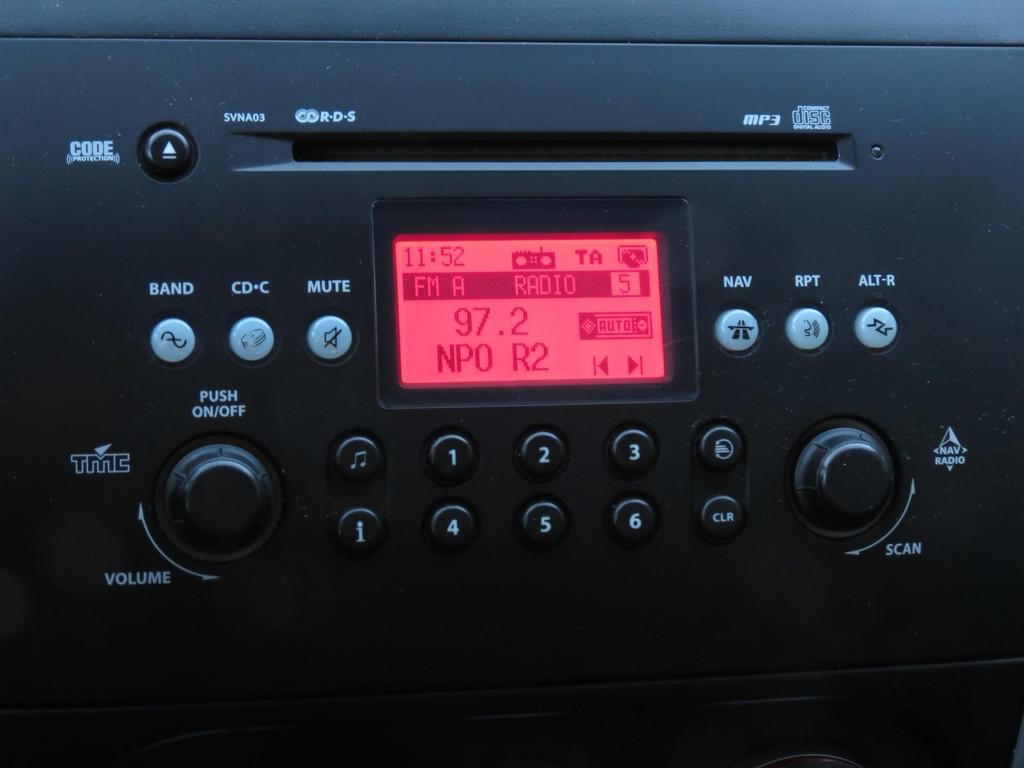 SVNA03 R·D·S MP3 COMPACT disc DIGITAL AUDIO
CODE PROTECTION
11:52 TA
FM A RADIO 5
97.2 AUTO
NPO R2
BAND CD·C MUTE NAV RPT ALT-R
PUSH
ON/OFF
TMC
1 2 3
NAV
RADIO
i 4 5 6 CLR
VOLUME SCAN